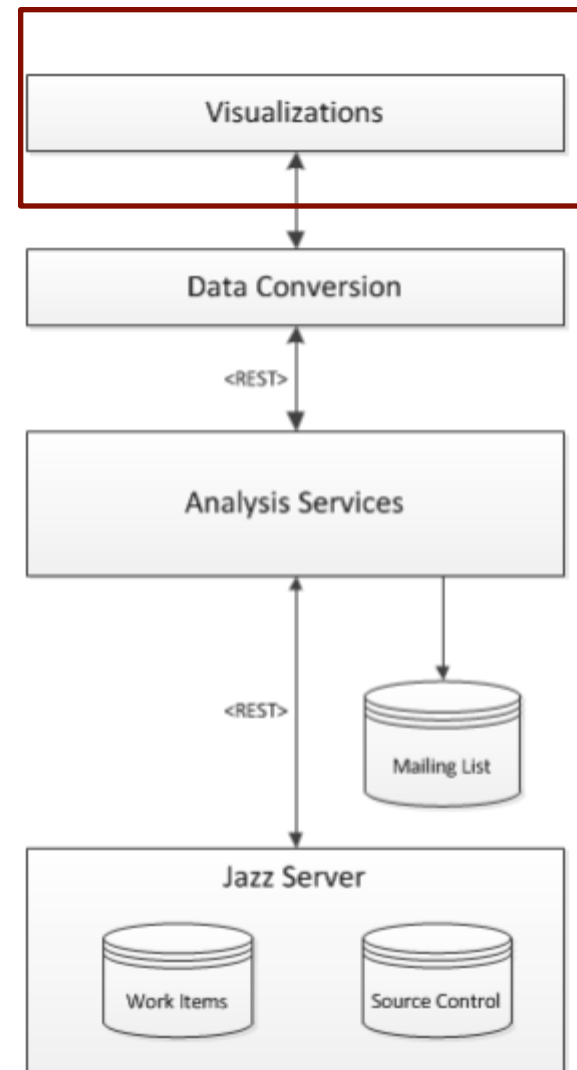 Visualizations
Data Conversion
<REST>
Analysis Services
<REST>
Mailing List
Jazz Server
Work Items
Source Control